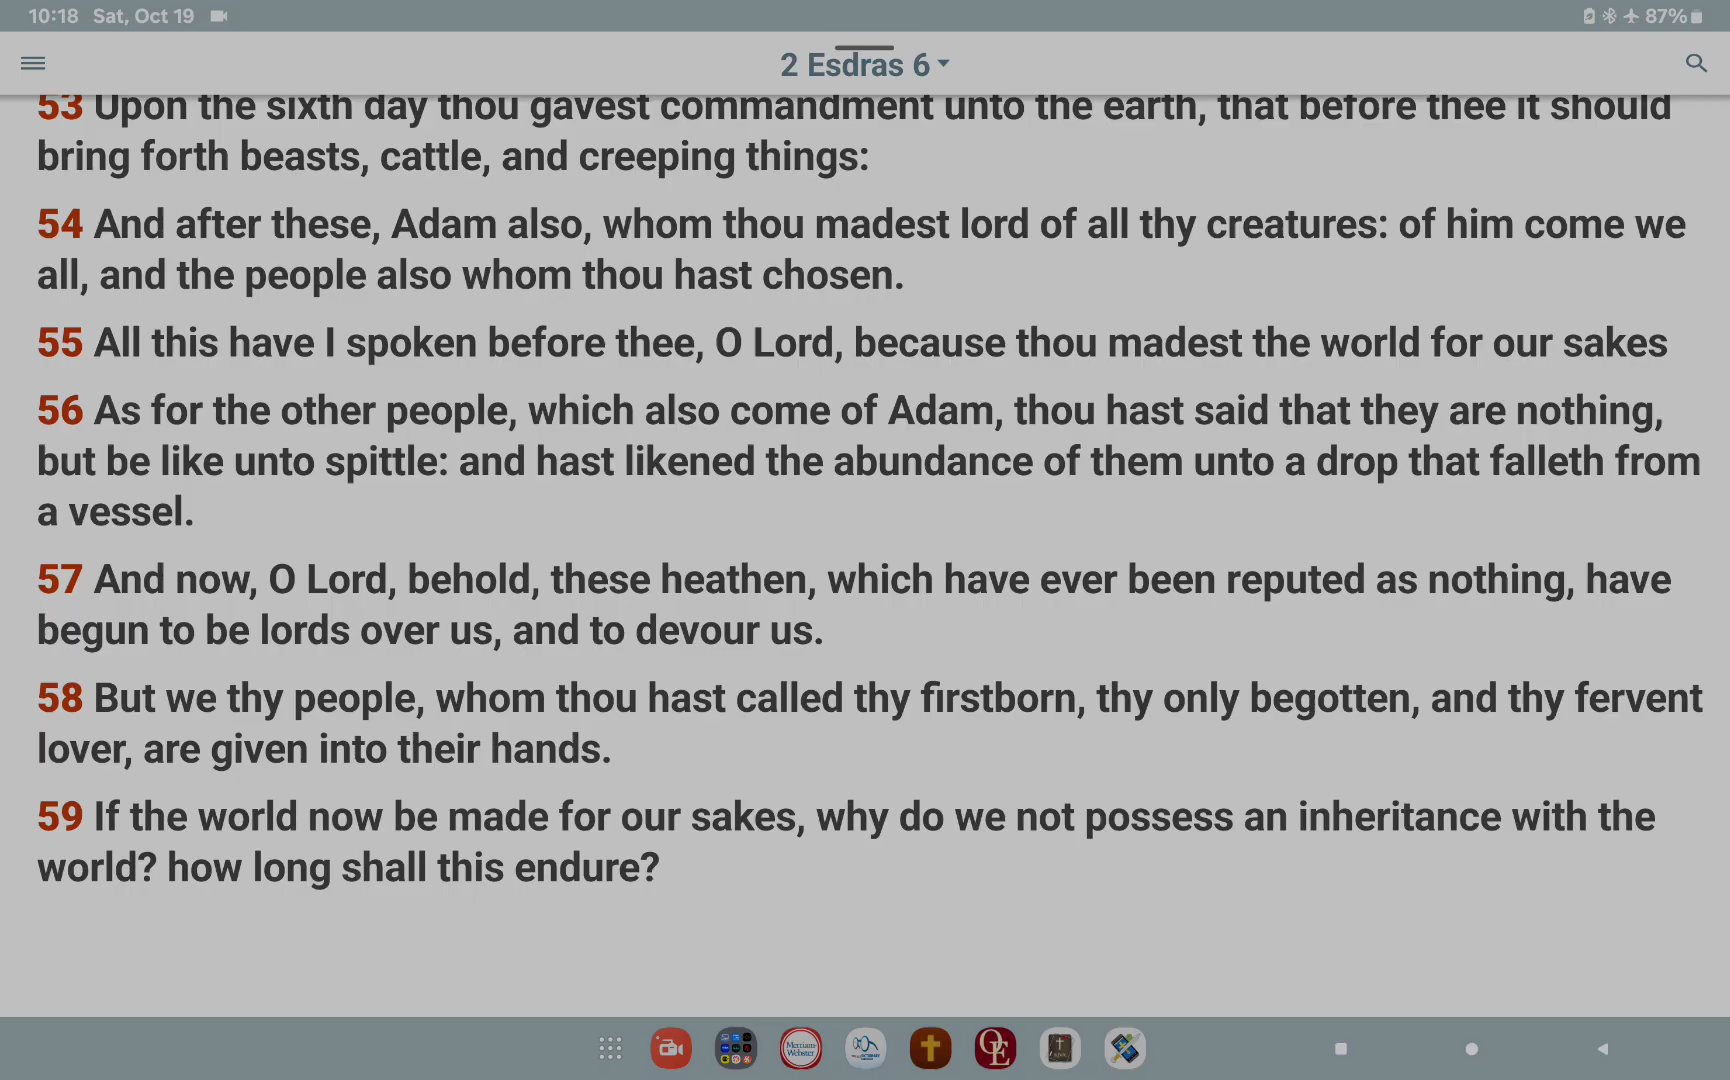 10:18 Sat, Oct 19
87%
2 Esdras 6
53 Upon the sixth day thou gavest commandment unto the earth, that before thee it should
bring forth beasts, cattle, and creeping things:
54 And after these, Adam also, whom thou madest lord of all thy creatures: of him come we
all, and the people also whom thou hast chosen.
55 All this have I spoken before thee, O Lord, because thou madest the world for our sakes
56 As for the other people, which also come of Adam, thou hast said that they are nothing,
but be like unto spittle: and hast likened the abundance of them unto a drop that falleth from
a vessel.
57 And now, O Lord, behold, these heathen, which have ever been reputed as nothing, have
begun to be lords over us, and to devour us.
58 But we thy people, whom thou hast called thy firstborn, thy only begotten, and thy fervent
lover, are given into their hands.
59 If the world now be made for our sakes, why do we not possess an inheritance with the
world? how long shall this endure?
Merriam-
Webster
OE